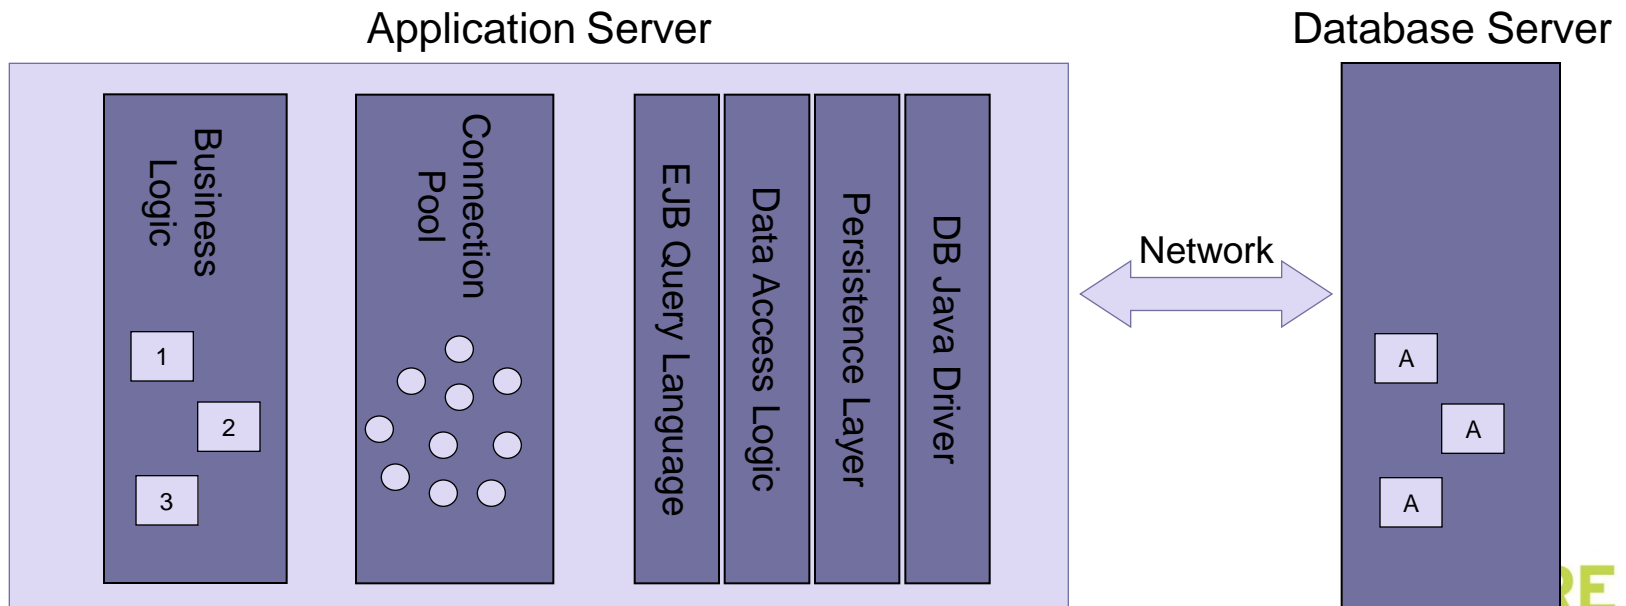 Application Server
Database Server
Business
Logic
Connection
Pool
EJB Query Language
Data Access Logic
Persistence Layer
DB Java Driver
Network
1
2
3
A
A
A